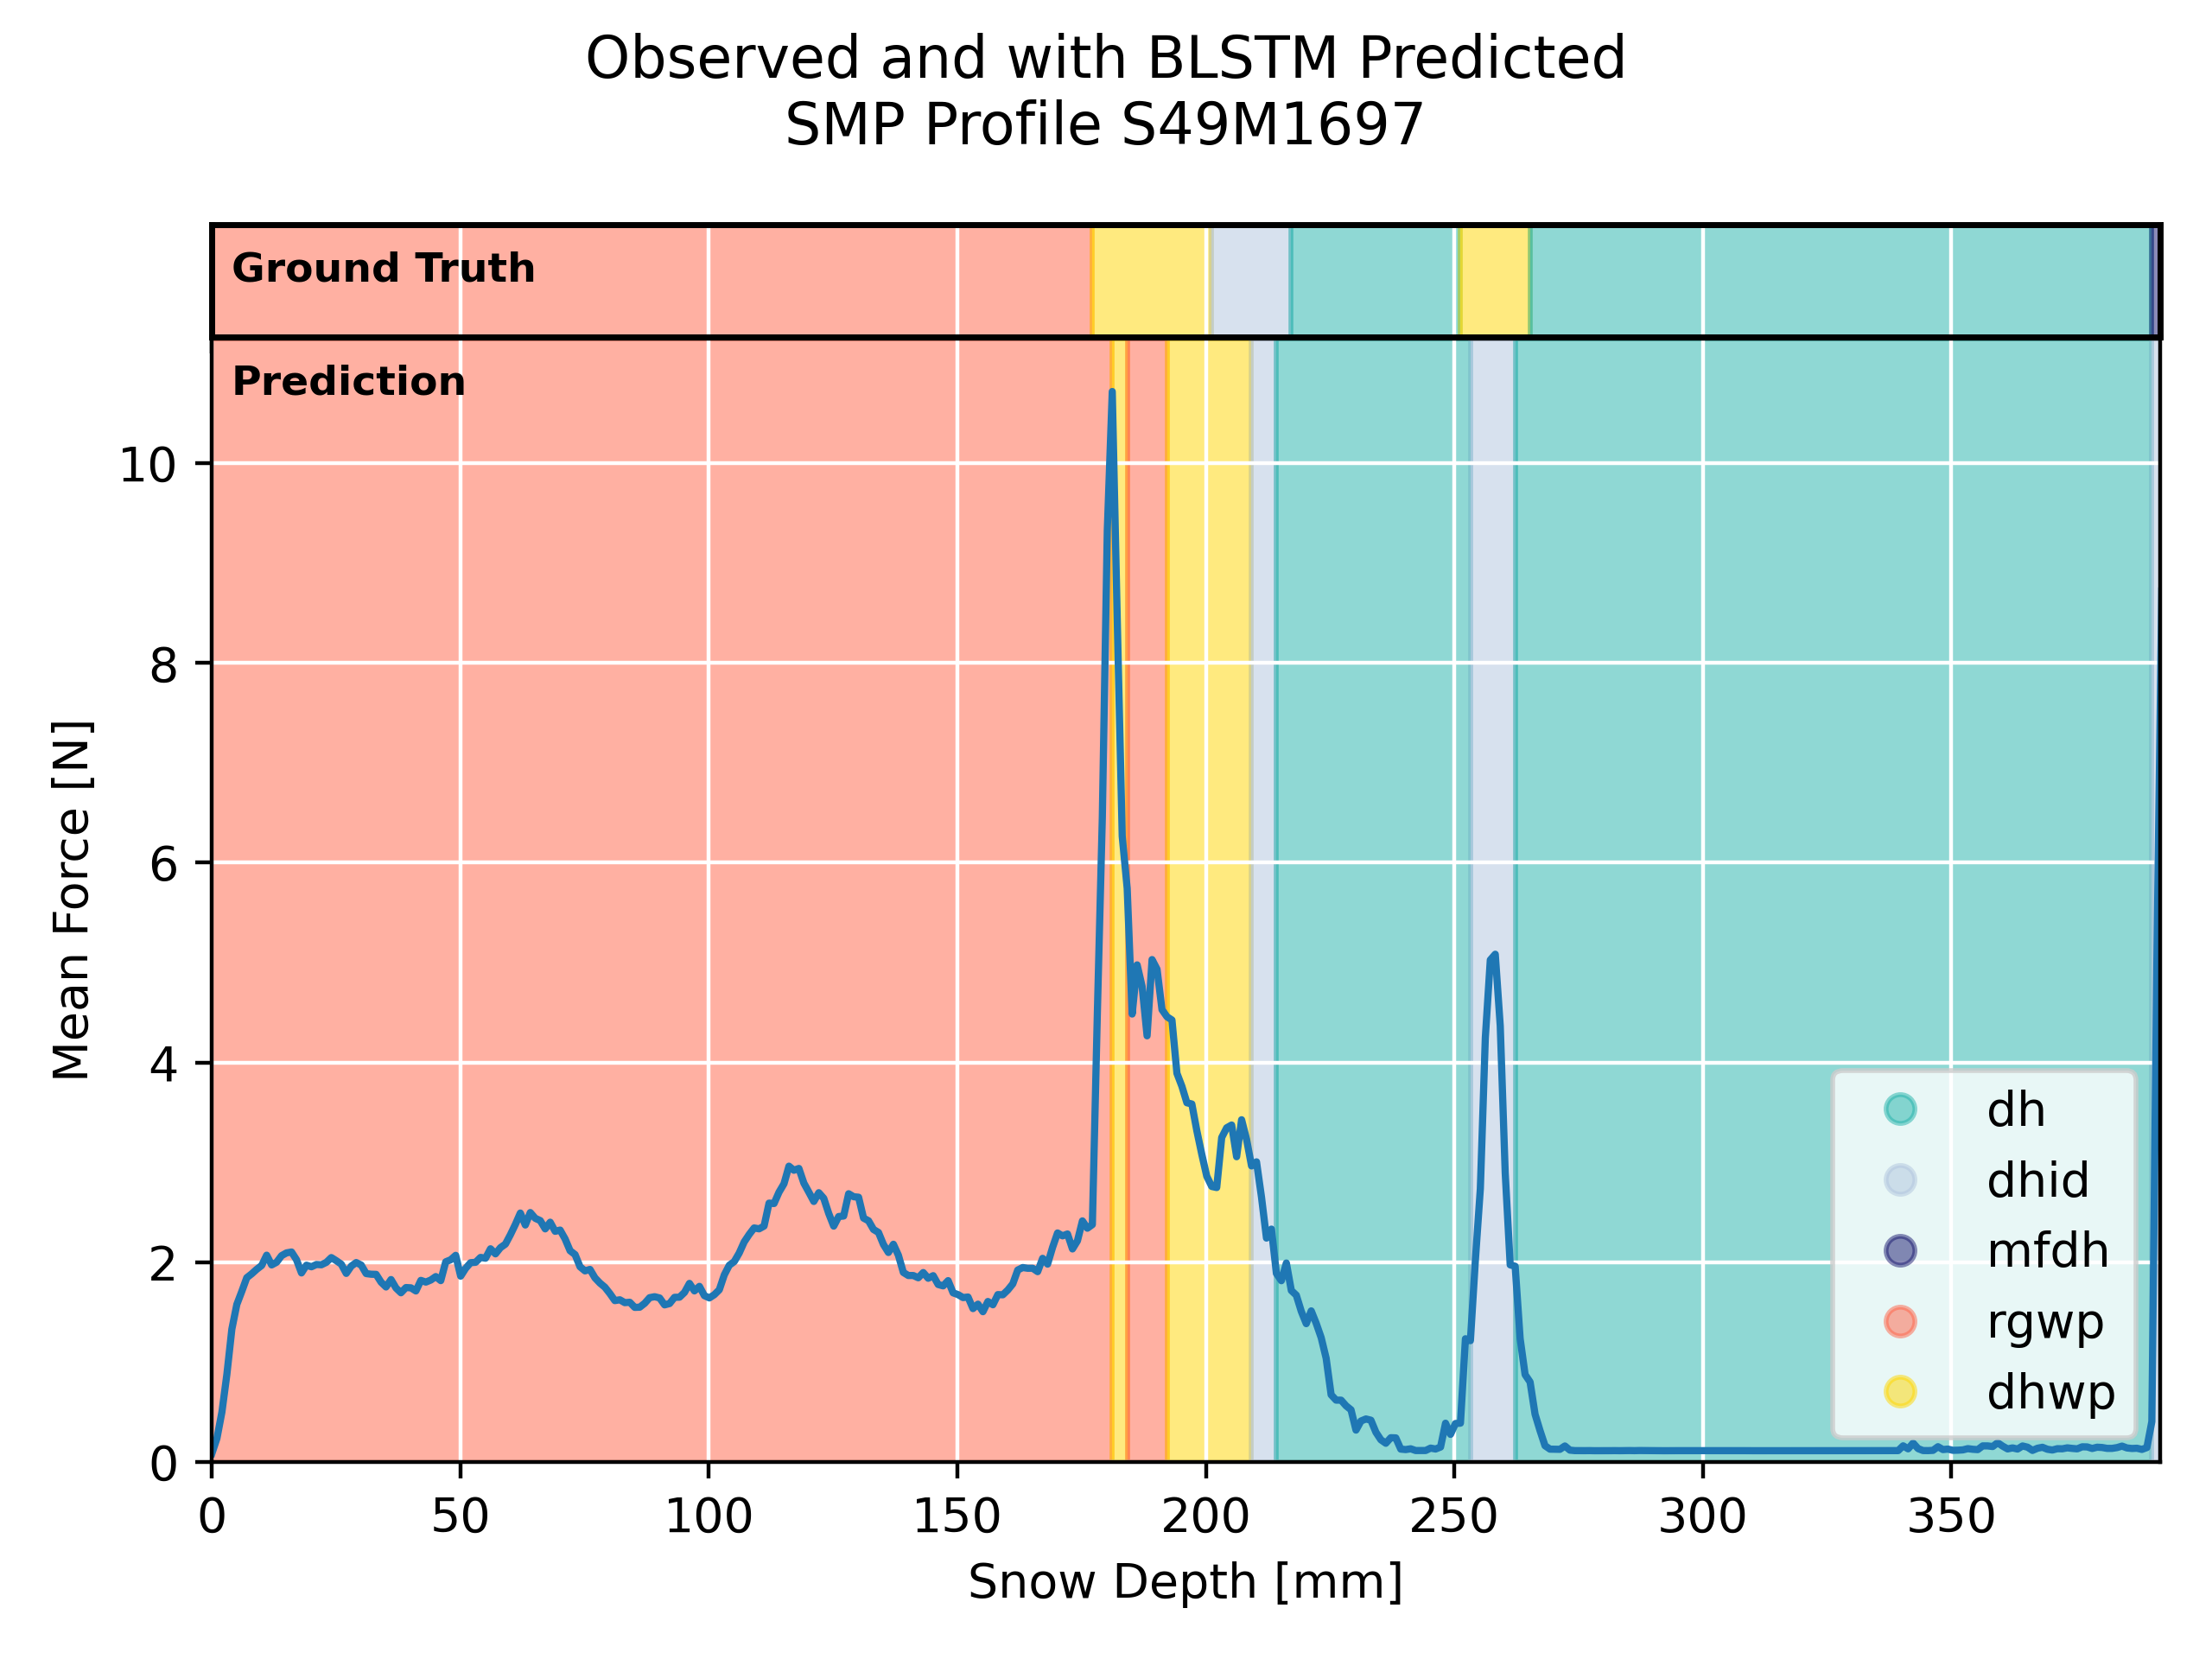 Observed and with BLSTM Predicted
SMP Profile S49M1697
Ground Truth
Prediction
10
8
6
4
2
0
Mean Force [N]
dh
dhid
mfdh
rgwp
dhwp
0 50 100 150 200 250 300 350
Snow Depth [mm]